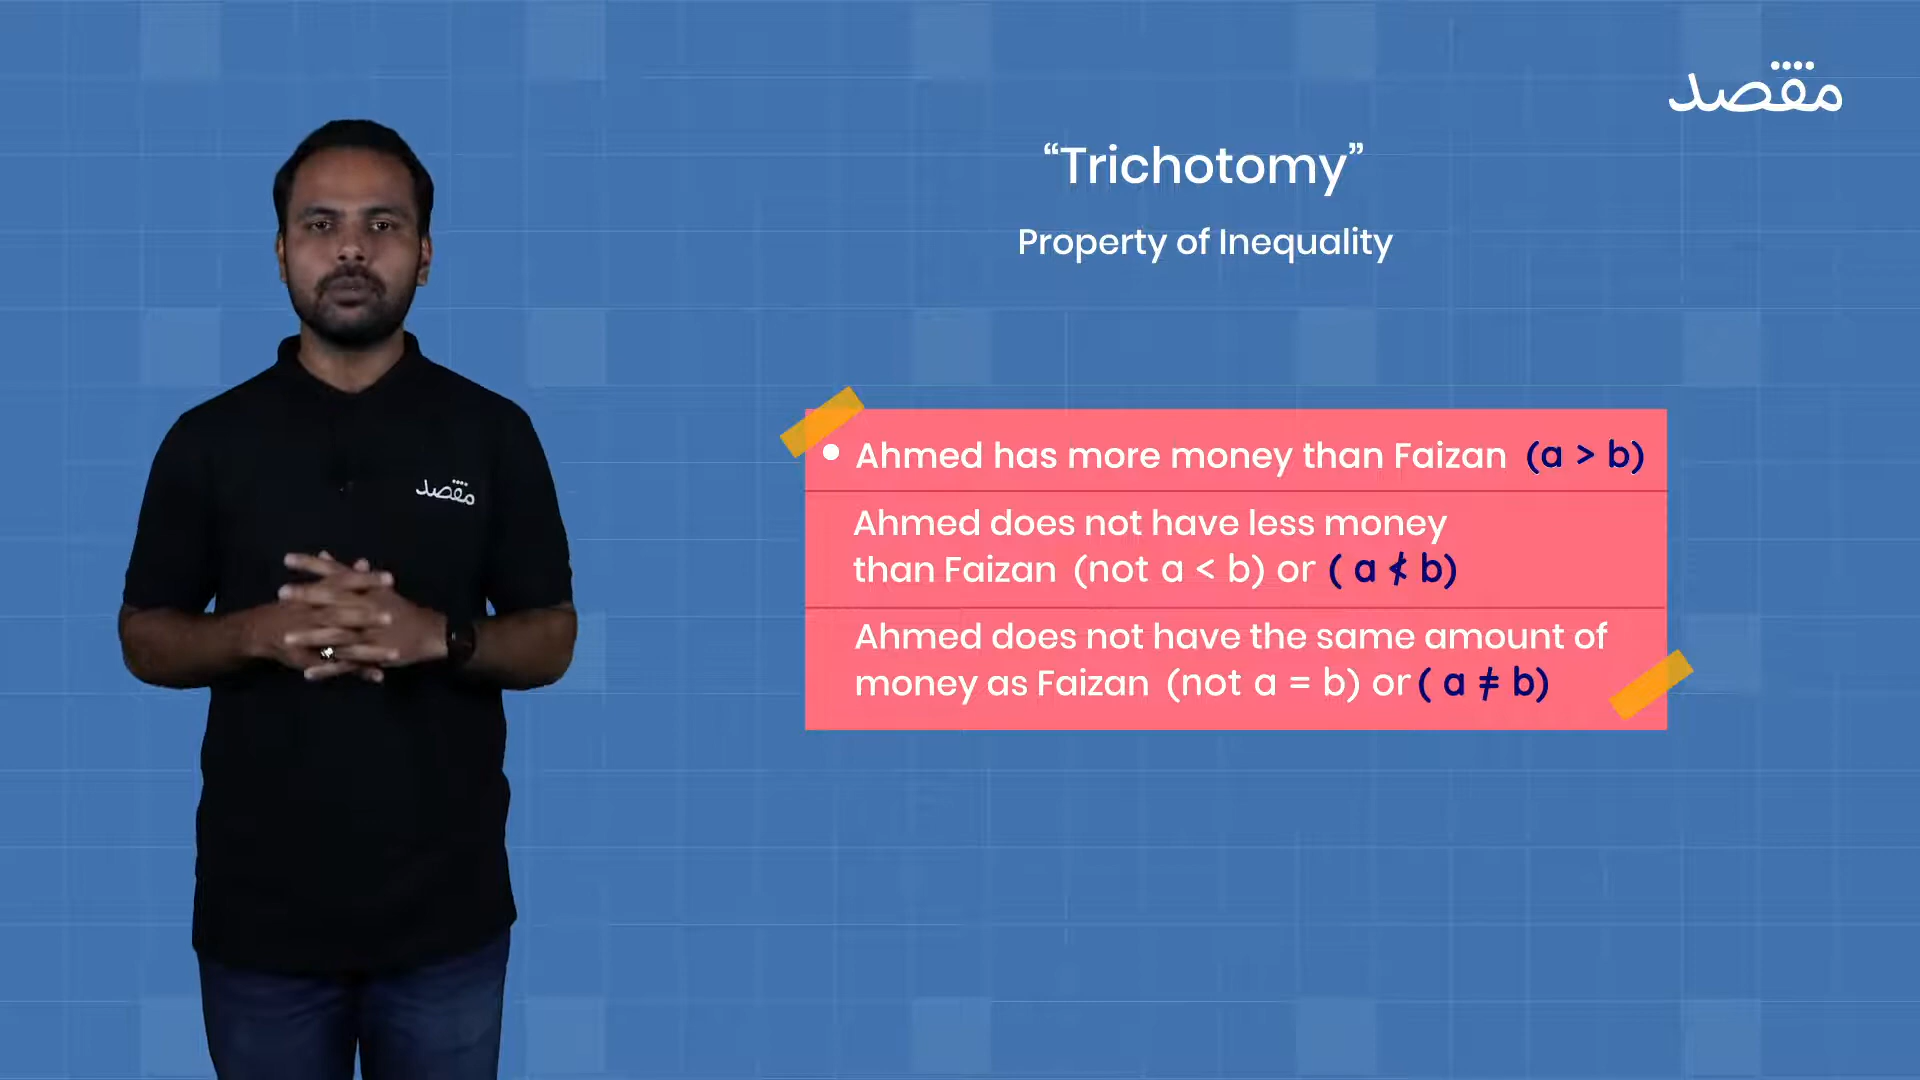 مقصد
“Trichotomy”
Property of Inequality
• Ahmed has more money than Faizan (a > b)
Ahmed does not have less money
than Faizan (not a < b) or ( a ≮ b)
Ahmed does not have the same amount of
money as Faizan (not a = b) or ( a ≠ b)
مقصد